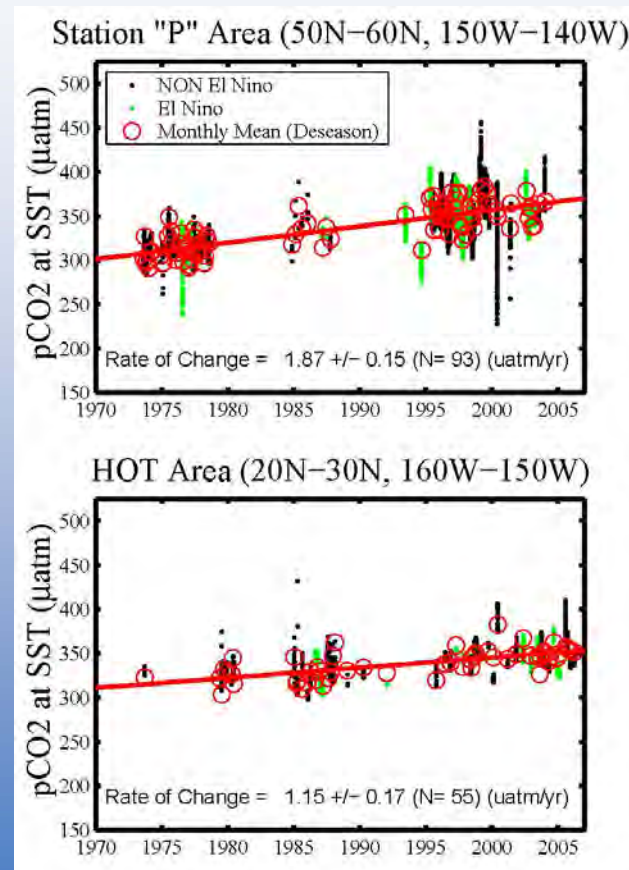 Station "P" Area (50N−60N, 150W−140W)
NON El Nino
El Nino
Monthly Mean (Deseason)
pCO2 at SST (µatm)
500
450
400
350
300
250
200
150
Rate of Change = 1.87 +/− 0.15 (N= 93) (uatm/yr)
1970 1975 1980 1985 1990 1995 2000 2005
HOT Area (20N−30N, 160W−150W)
pCO2 at SST (µatm)
500
450
400
350
300
250
200
150
Rate of Change = 1.15 +/− 0.17 (N= 55) (uatm/yr)
1970 1975 1980 1985 1990 1995 2000 2005